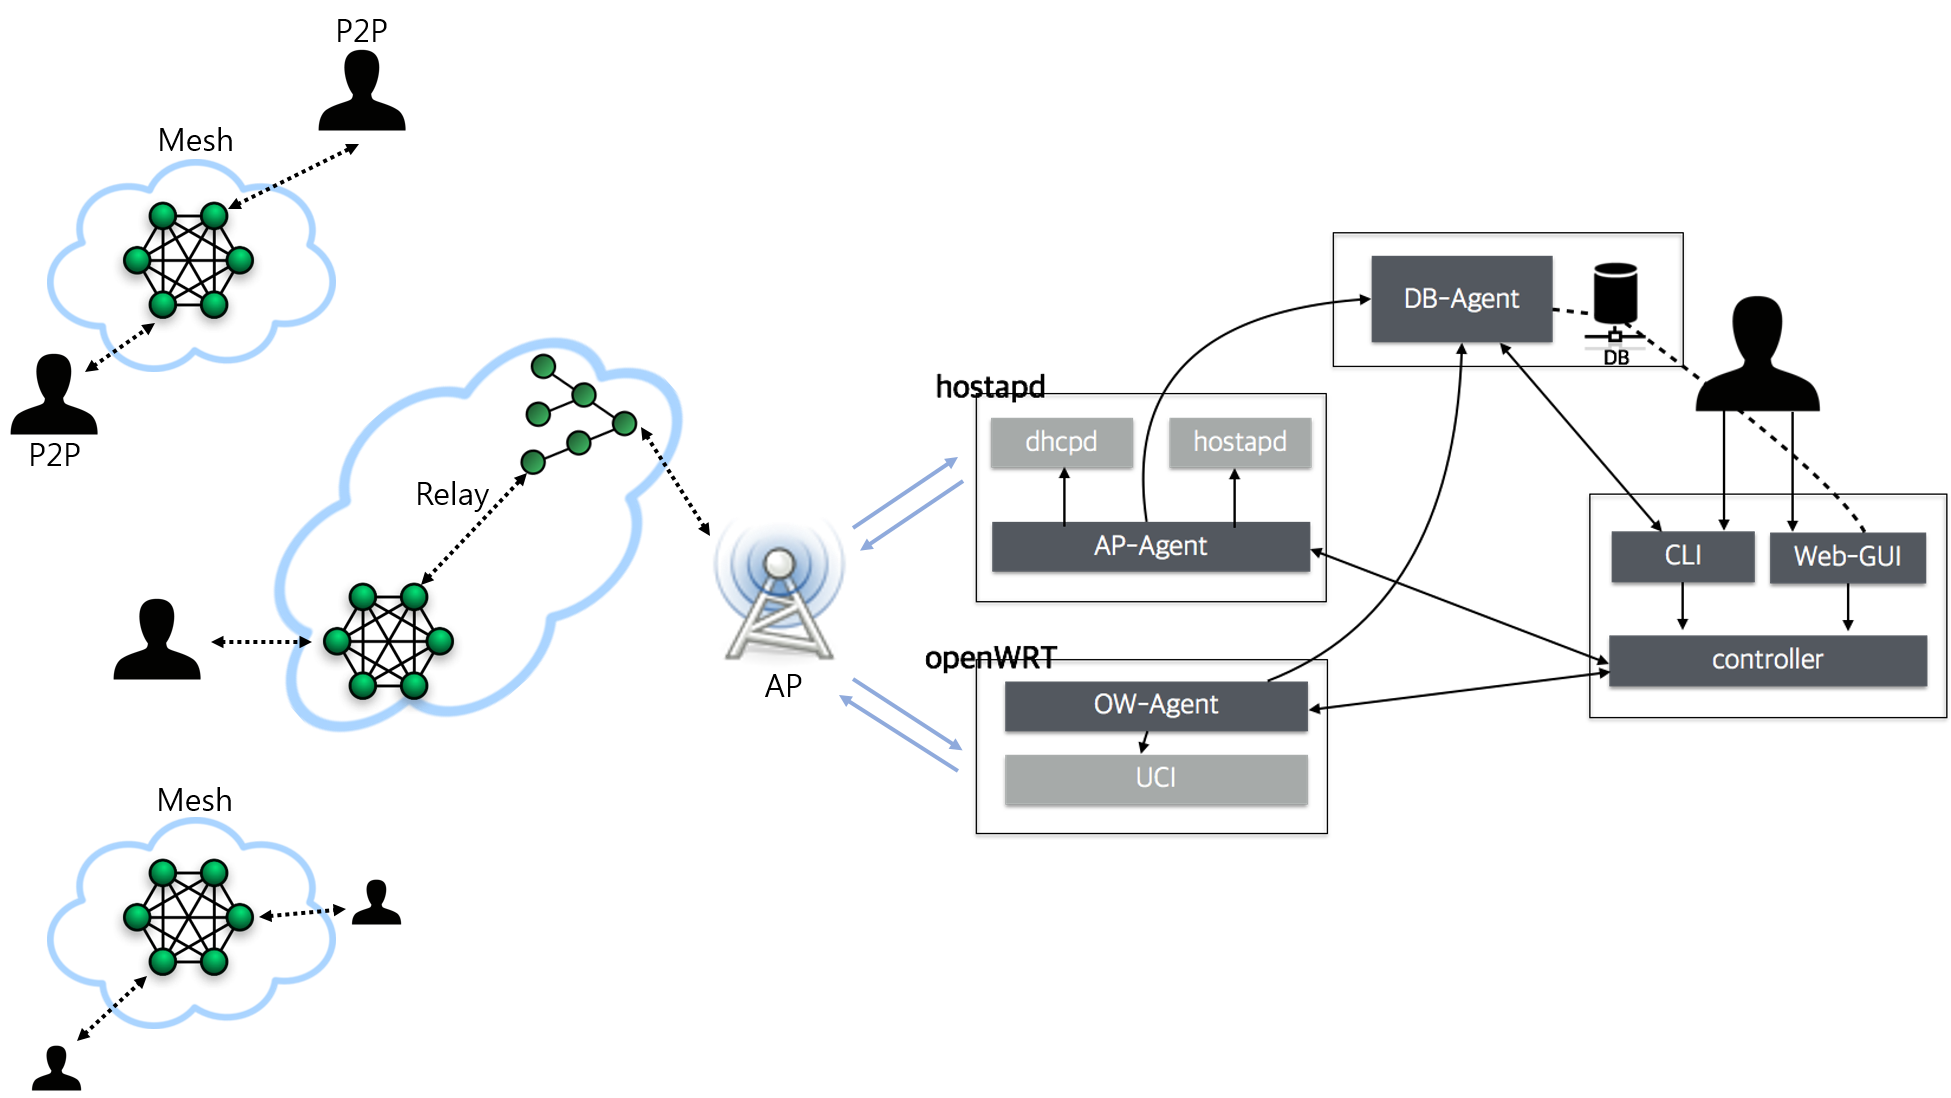 P2P
Mesh
P2P
Relay
AP
Mesh
hostapd
dhcpd
hostapd
AP-Agent
openWRT
OW-Agent
UCI
DB-Agent
DB
CLI
Web-GUI
controller